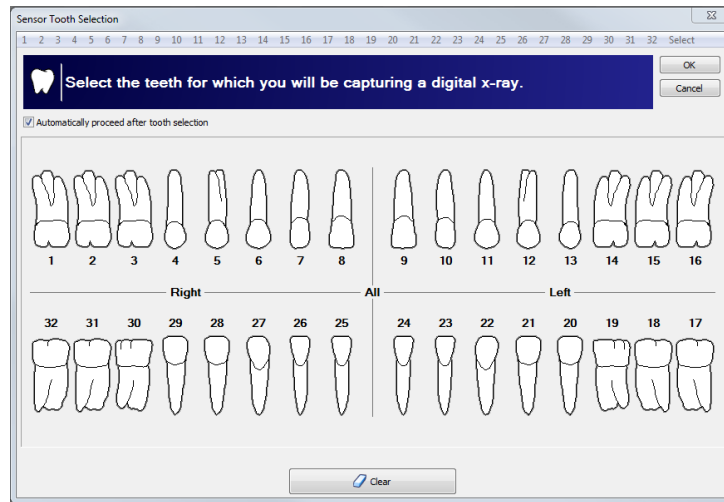 Sensor Tooth Selection
1 2 3 4 5 6 7 8 9 10 11 12 13 14 15 16 17 18 19 20 21 22 23 24 25 26 27 28 29 30 31 32 Select
Select the teeth for which you will be capturing a digital x-ray.
OK
Cancel
Automatically proceed after tooth selection
1 2 3 4 5 6 7 8 9 10 11 12 13 14 15 16
Right All Left
32 31 30 29 28 27 26 25 24 23 22 21 20 19 18 17
Clear